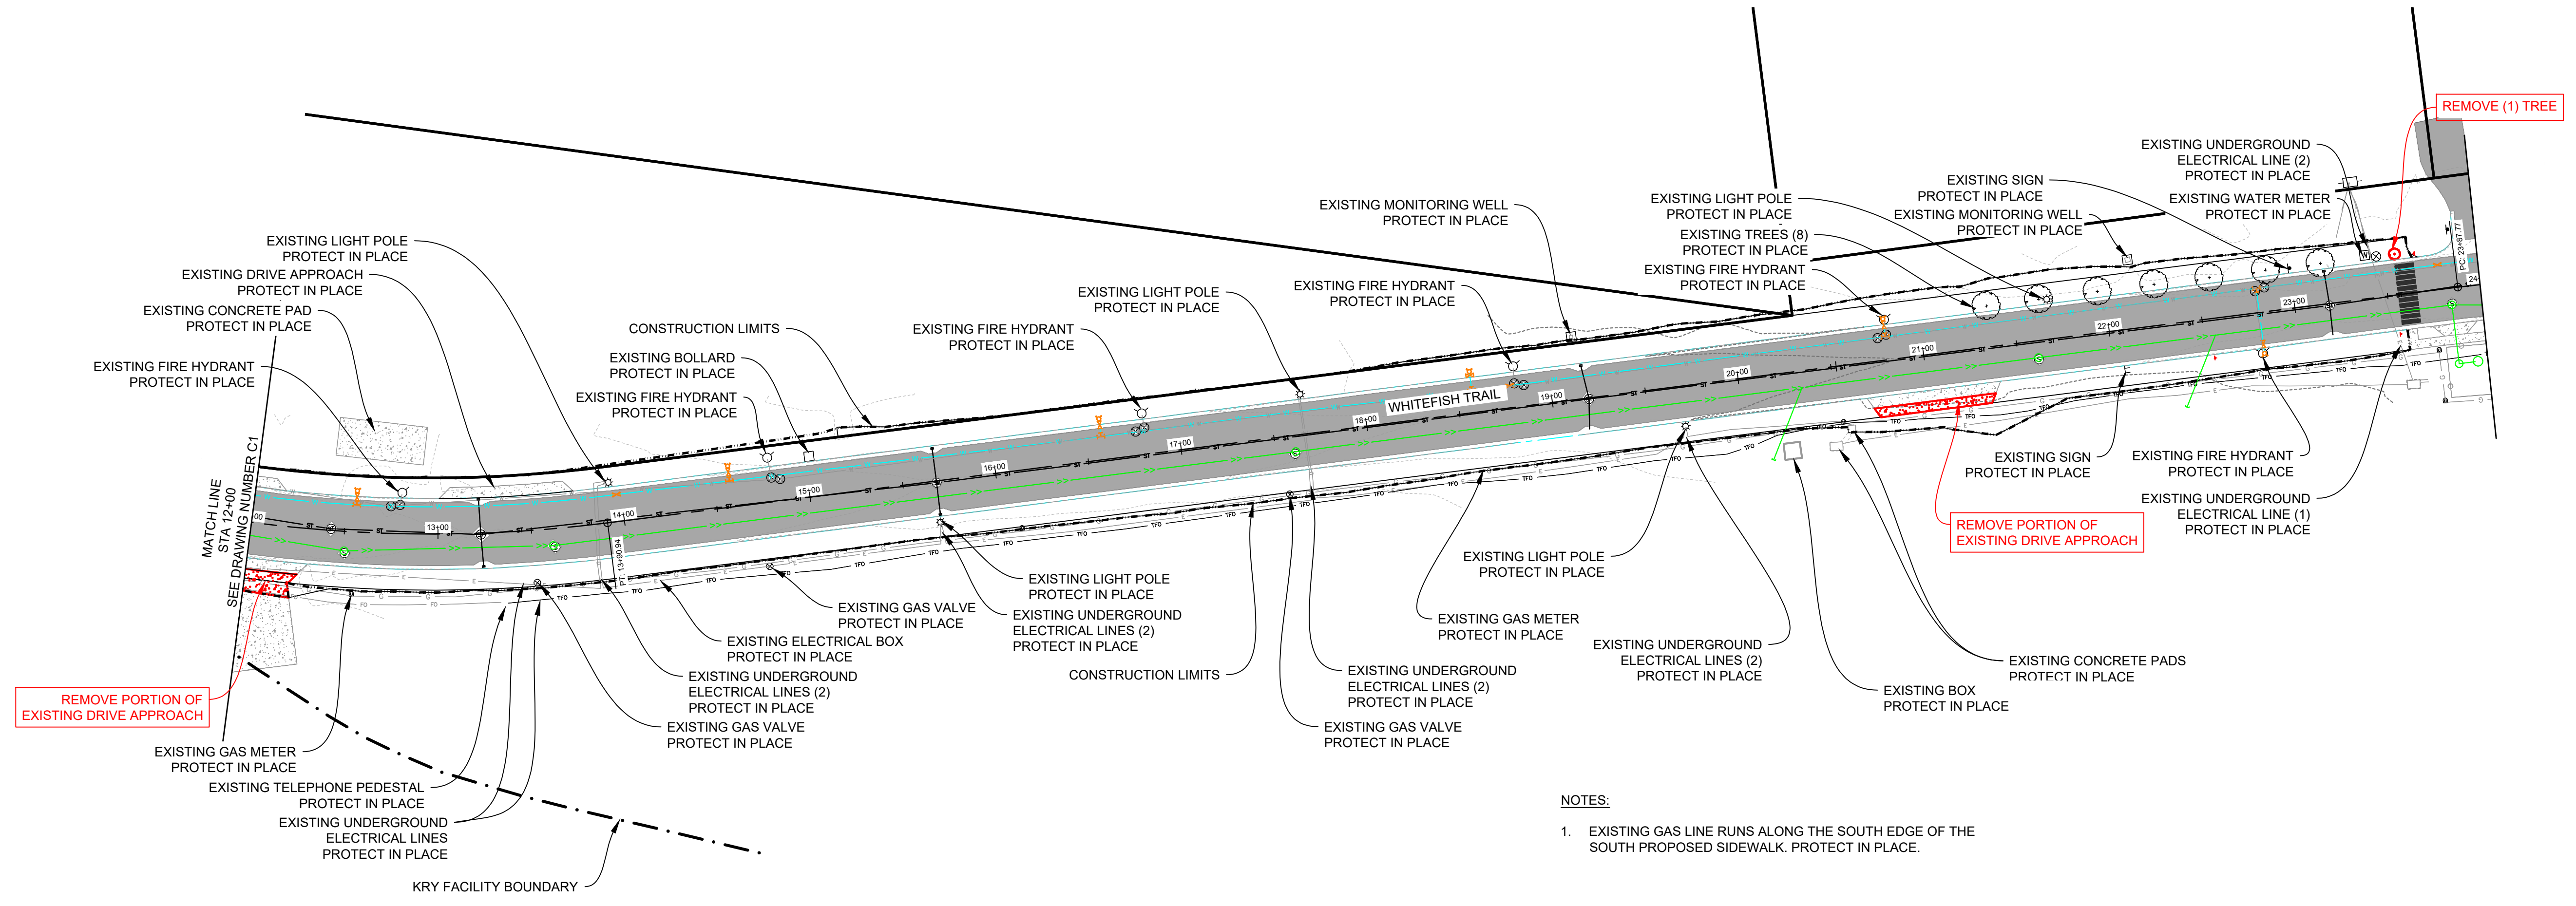 REMOVE (1) TREE
EXISTING UNDERGROUND
ELECTRICAL LINE (2)
PROTECT IN PLACE
EXISTING SIGN
PROTECT IN PLACE
EXISTING WATER METER
PROTECT IN PLACE
EXISTING LIGHT POLE
PROTECT IN PLACE
EXISTING MONITORING WELL
PROTECT IN PLACE
EXISTING MONITORING WELL
PROTECT IN PLACE
EXISTING TREES (8)
PROTECT IN PLACE
EXISTING FIRE HYDRANT
PROTECT IN PLACE
EXISTING LIGHT POLE
PROTECT IN PLACE
EXISTING DRIVE APPROACH
PROTECT IN PLACE
EXISTING CONCRETE PAD
PROTECT IN PLACE
EXISTING FIRE HYDRANT
PROTECT IN PLACE
CONSTRUCTION LIMITS
EXISTING BOLLARD
PROTECT IN PLACE
EXISTING FIRE HYDRANT
PROTECT IN PLACE
EXISTING FIRE HYDRANT
PROTECT IN PLACE
EXISTING LIGHT POLE
PROTECT IN PLACE
EXISTING FIRE HYDRANT
PROTECT IN PLACE
MATCH LINE
STA 12+00
SEE DRAWING NUMBER C1
00
13+00
14+00
15+00
16+00
17+00
18+00
19+00
20+00
21+00
22+00
23+00
24
WHITEFISH TRAIL
PT: 13+90.94
PC: 23+87.77
W
EXISTING SIGN
PROTECT IN PLACE
EXISTING FIRE HYDRANT
PROTECT IN PLACE
EXISTING UNDERGROUND
ELECTRICAL LINE (1)
PROTECT IN PLACE
REMOVE PORTION OF
EXISTING DRIVE APPROACH
EXISTING LIGHT POLE
PROTECT IN PLACE
EXISTING LIGHT POLE
PROTECT IN PLACE
EXISTING GAS VALVE
PROTECT IN PLACE
EXISTING UNDERGROUND
ELECTRICAL LINES (2)
PROTECT IN PLACE
EXISTING GAS METER
PROTECT IN PLACE
EXISTING ELECTRICAL BOX
PROTECT IN PLACE
EXISTING UNDERGROUND
ELECTRICAL LINES (2)
PROTECT IN PLACE
CONSTRUCTION LIMITS
EXISTING UNDERGROUND
ELECTRICAL LINES (2)
PROTECT IN PLACE
EXISTING UNDERGROUND
ELECTRICAL LINES (2)
PROTECT IN PLACE
EXISTING CONCRETE PADS
PROTECT IN PLACE
EXISTING BOX
PROTECT IN PLACE
REMOVE PORTION OF
EXISTING DRIVE APPROACH
EXISTING GAS VALVE
PROTECT IN PLACE
EXISTING GAS VALVE
PROTECT IN PLACE
EXISTING GAS METER
PROTECT IN PLACE
EXISTING TELEPHONE PEDESTAL
PROTECT IN PLACE
EXISTING UNDERGROUND
ELECTRICAL LINES
PROTECT IN PLACE
KRY FACILITY BOUNDARY
NOTES:
1. EXISTING GAS LINE RUNS ALONG THE SOUTH EDGE OF THE
SOUTH PROPOSED SIDEWALK. PROTECT IN PLACE.